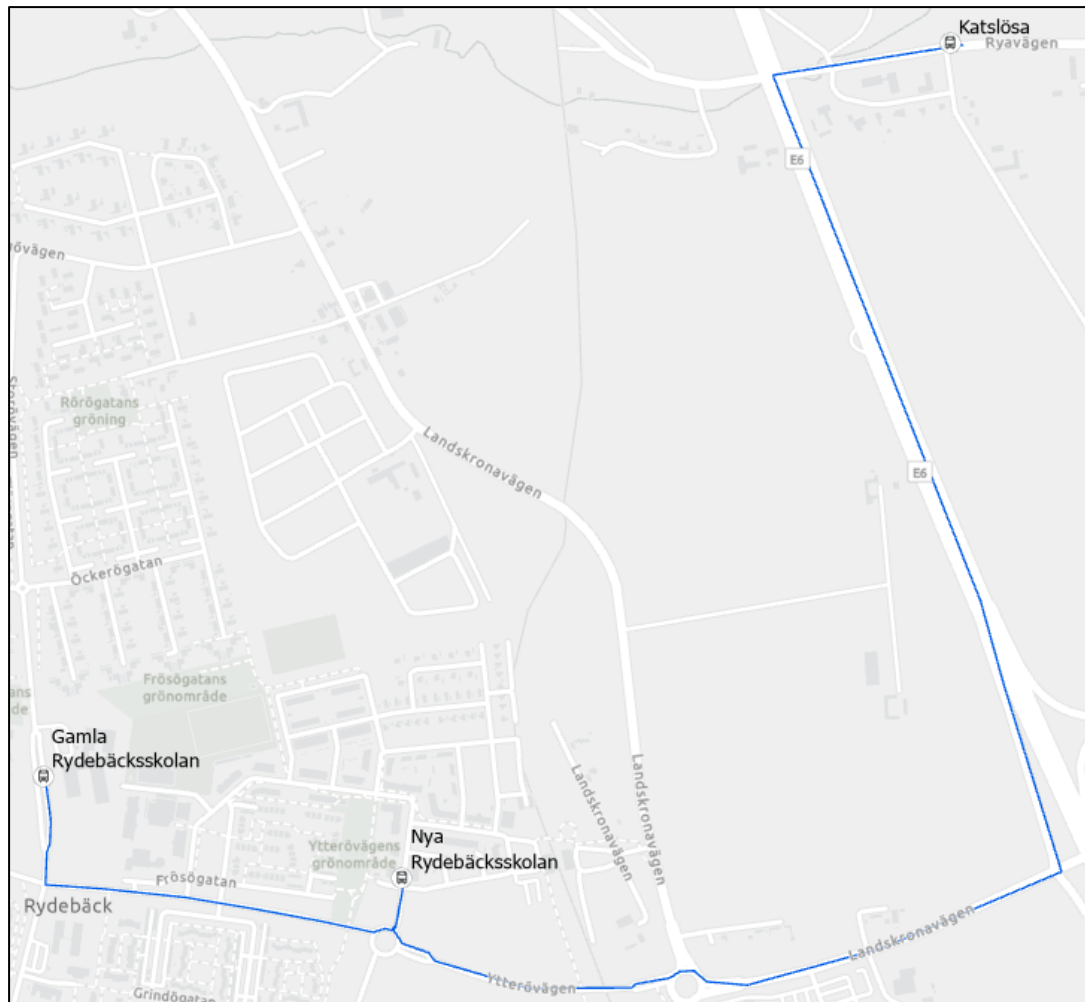 Katslösa
Ryavägen
E6
Rörögatans
gröning
Landskronavägen
E6
Öckerögatan
Frösögatans
grönområde
Gamla
Rydebäcksskolan
Landskronavägen
Landskronavägen
Nya
Rydebäcksskolan
Ytterövägens
grönområde
Frösögatan
Rydebäck
Landskronavägen
Ytterövägen
Grindögatan